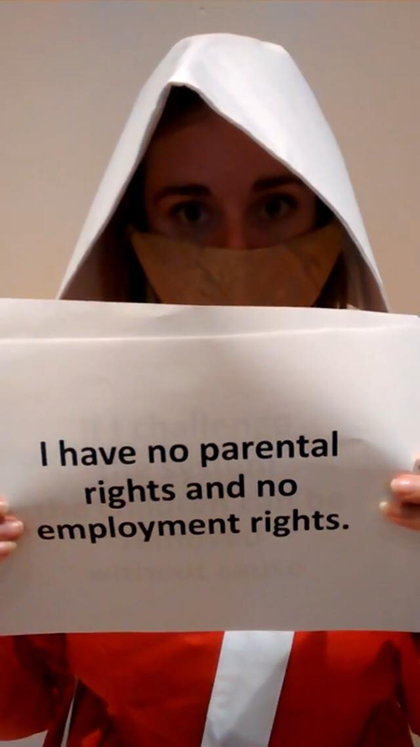 I have no parental
rights and no
employment rights.